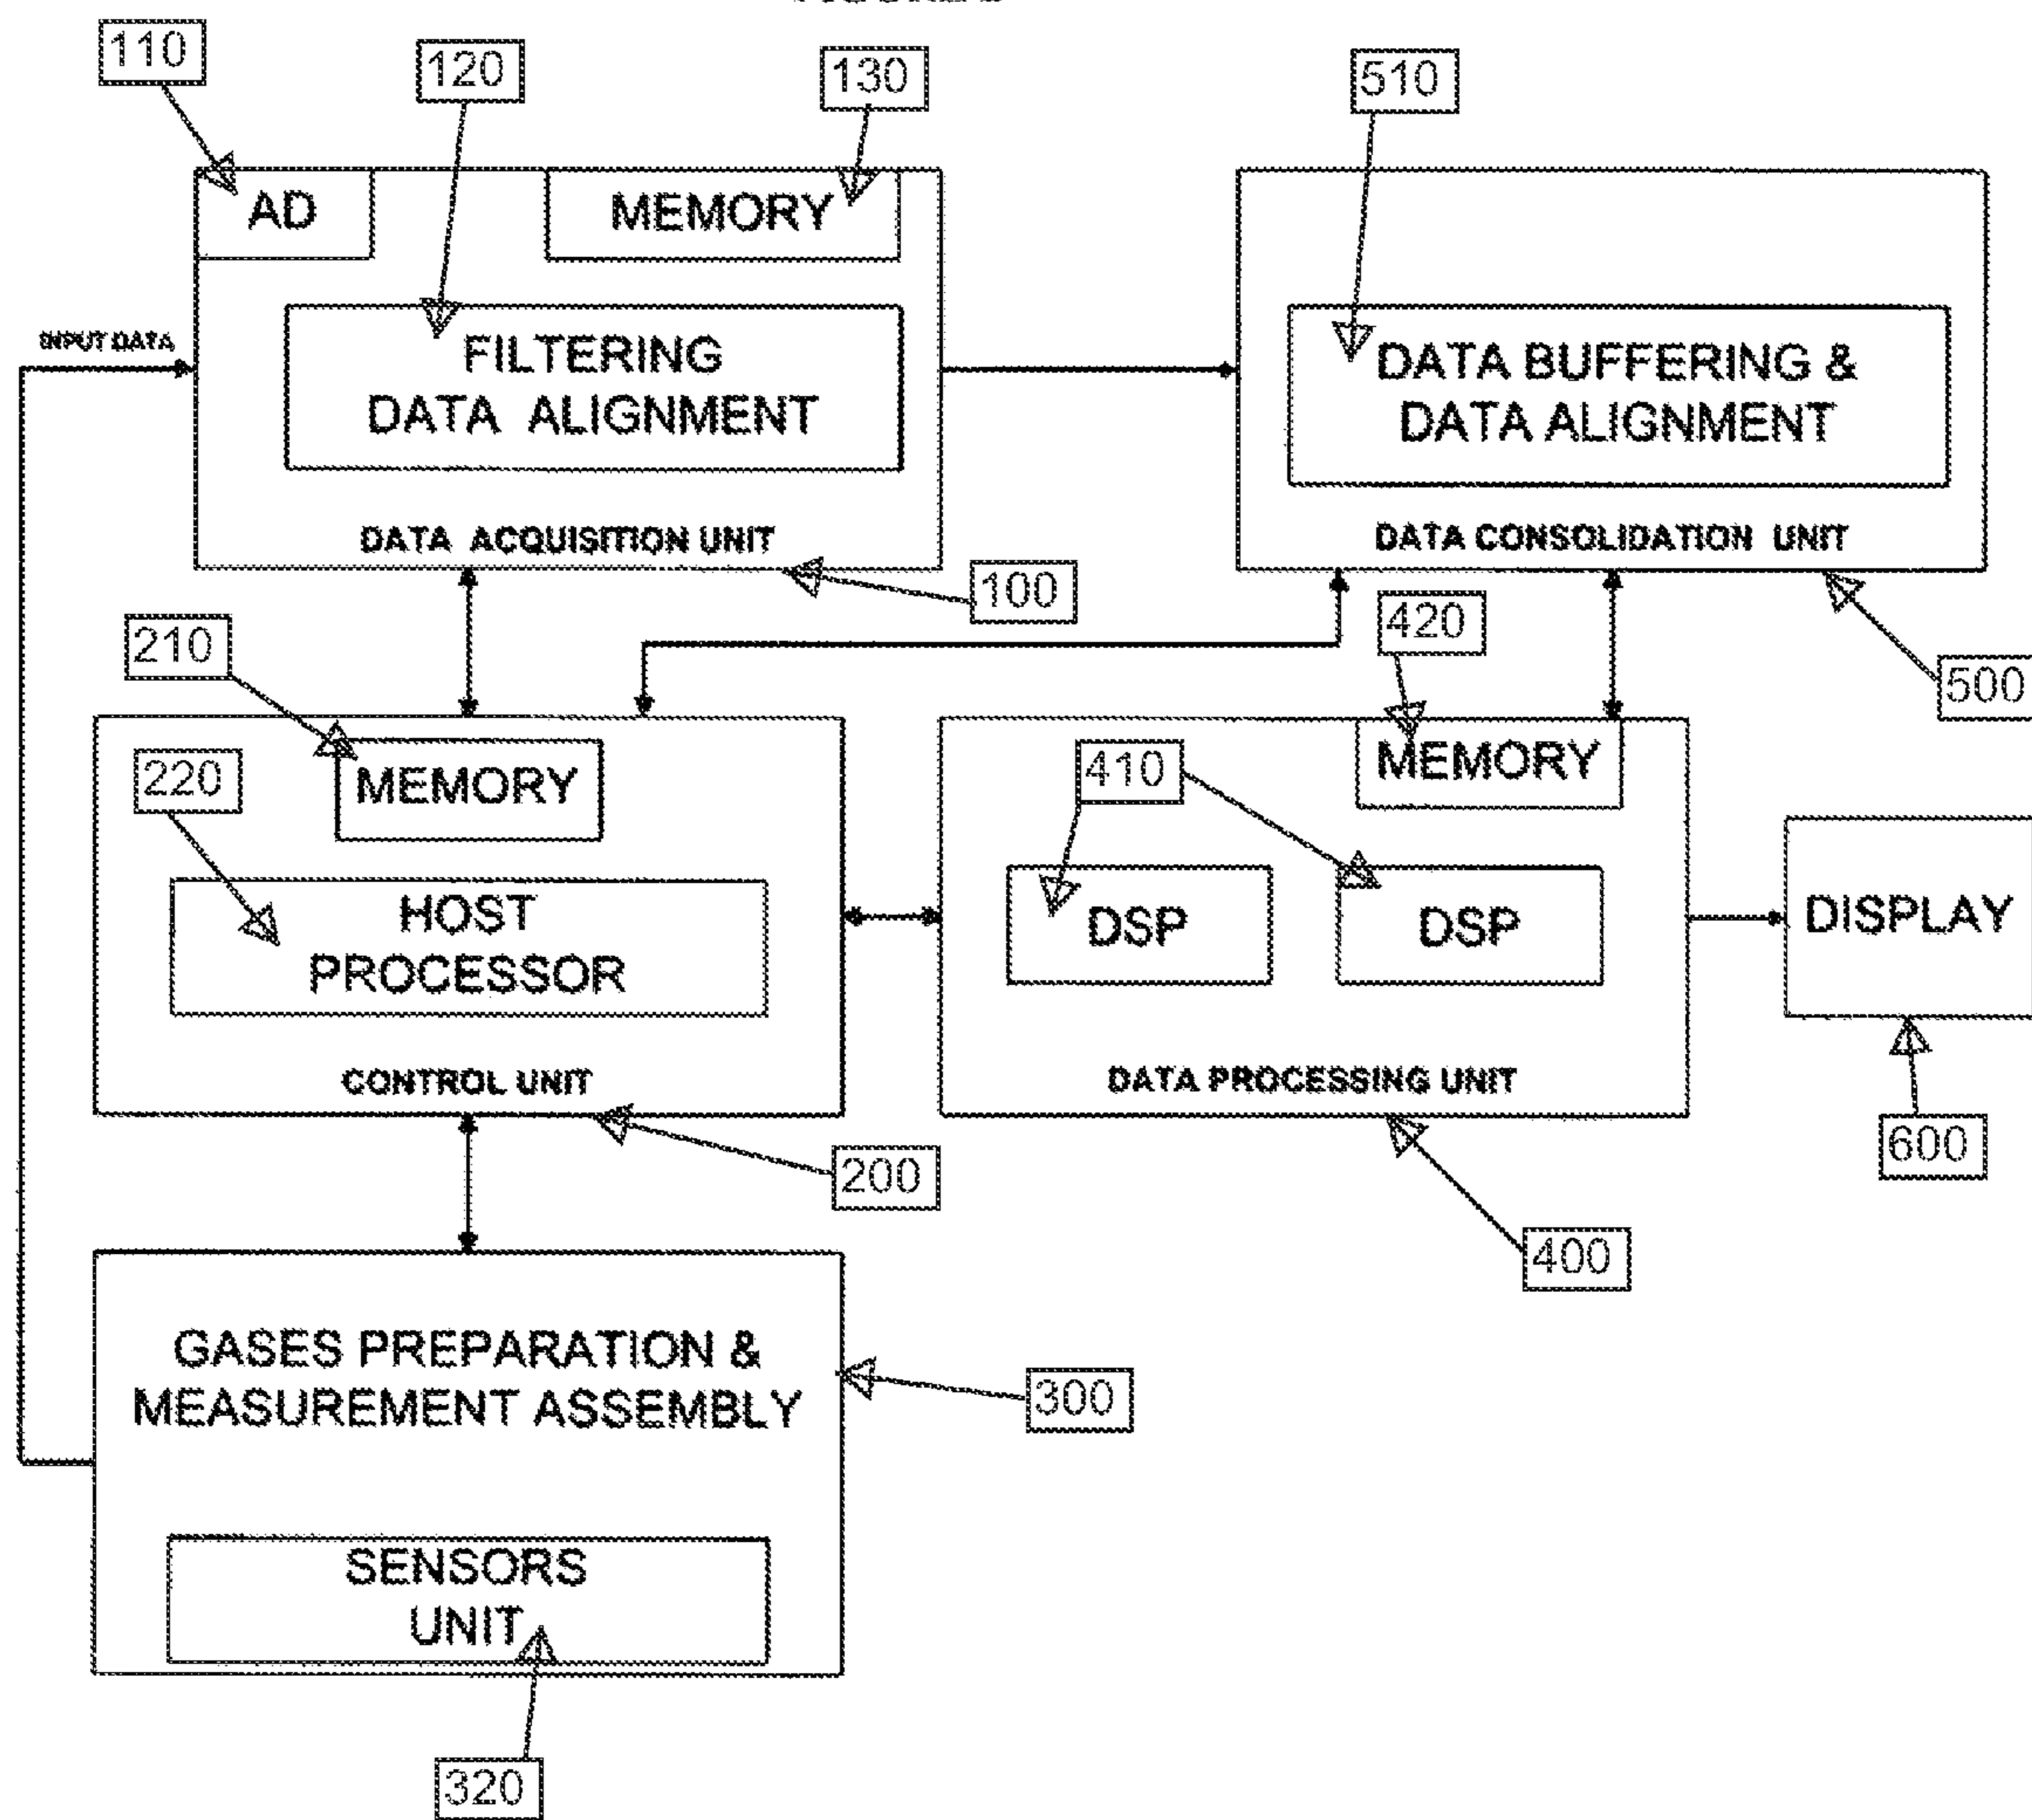 110
120
130
510
AD
MEMORY
INPUT DATA
FILTERING
DATA ALIGNMENT
DATA BUFFERING &
DATA ALIGNMENT
DATA ACQUISITION UNIT
DATA CONSOLIDATION UNIT
100
420
210
500
220
MEMORY
410
MEMORY
HOST
PROCESSOR
DSP
DSP
DISPLAY
CONTROL UNIT
DATA PROCESSING UNIT
600
200
400
GASES PREPARATION &
MEASUREMENT ASSEMBLY
300
SENSORS
UNIT
320